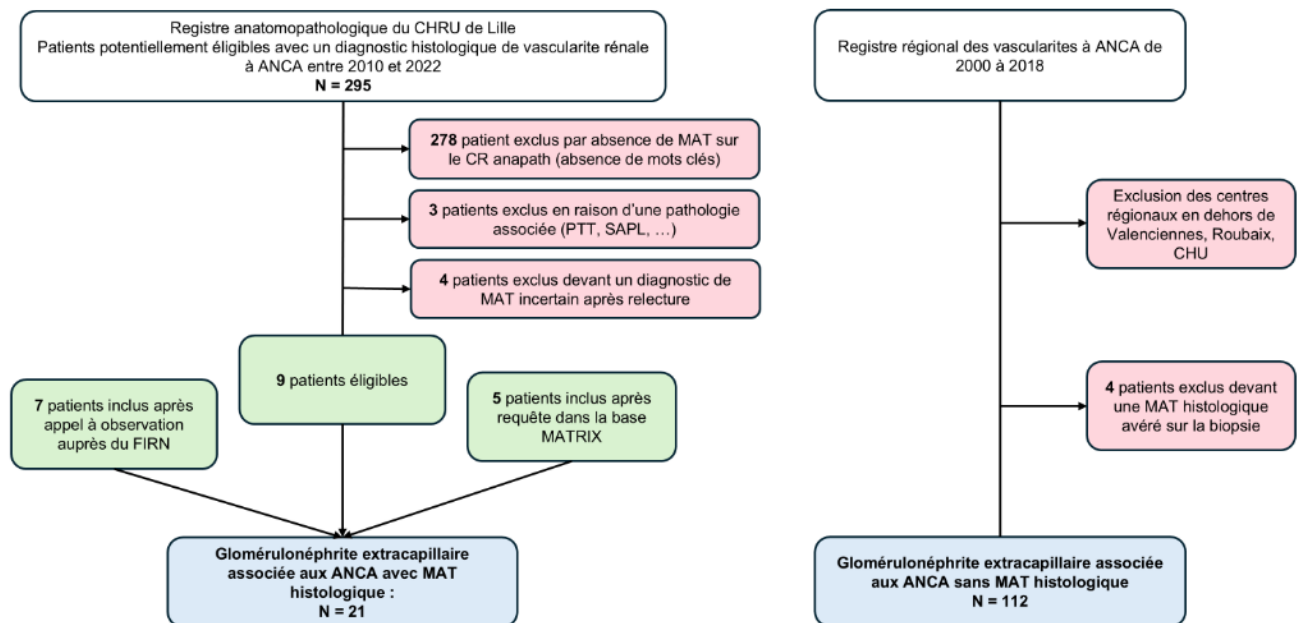 Registre anatomopathologique du CHRU de Lille
Patients potentiellement éligibles avec un diagnostic histologique de vascularite rénale
à ANCA entre 2010 et 2022
N = 295
278 patient exclus par absence de MAT sur
le CR anapath (absence de mots clés)
3 patients exclus en raison d'une pathologie
associée (PTT, SAPL, …)
4 patients exclus devant un diagnostic de
MAT incertain après relecture
9 patients éligibles
7 patients inclus après
appel à observation
auprès du FIRN
5 patients inclus après
requête dans la base
MATRIX
Glomérulonéphrite extracapillaire
associée aux ANCA avec MAT
histologique :
N = 21
Registre régional des vascularites à ANCA de
2000 à 2018
Exclusion des centres
régionaux en dehors de
Valenciennes, Roubaix,
CHU
4 patients exclus devant
une MAT histologique
avéré sur la biopsie
Glomérulonéphrite extracapillaire associée
aux ANCA sans MAT histologique
N = 112